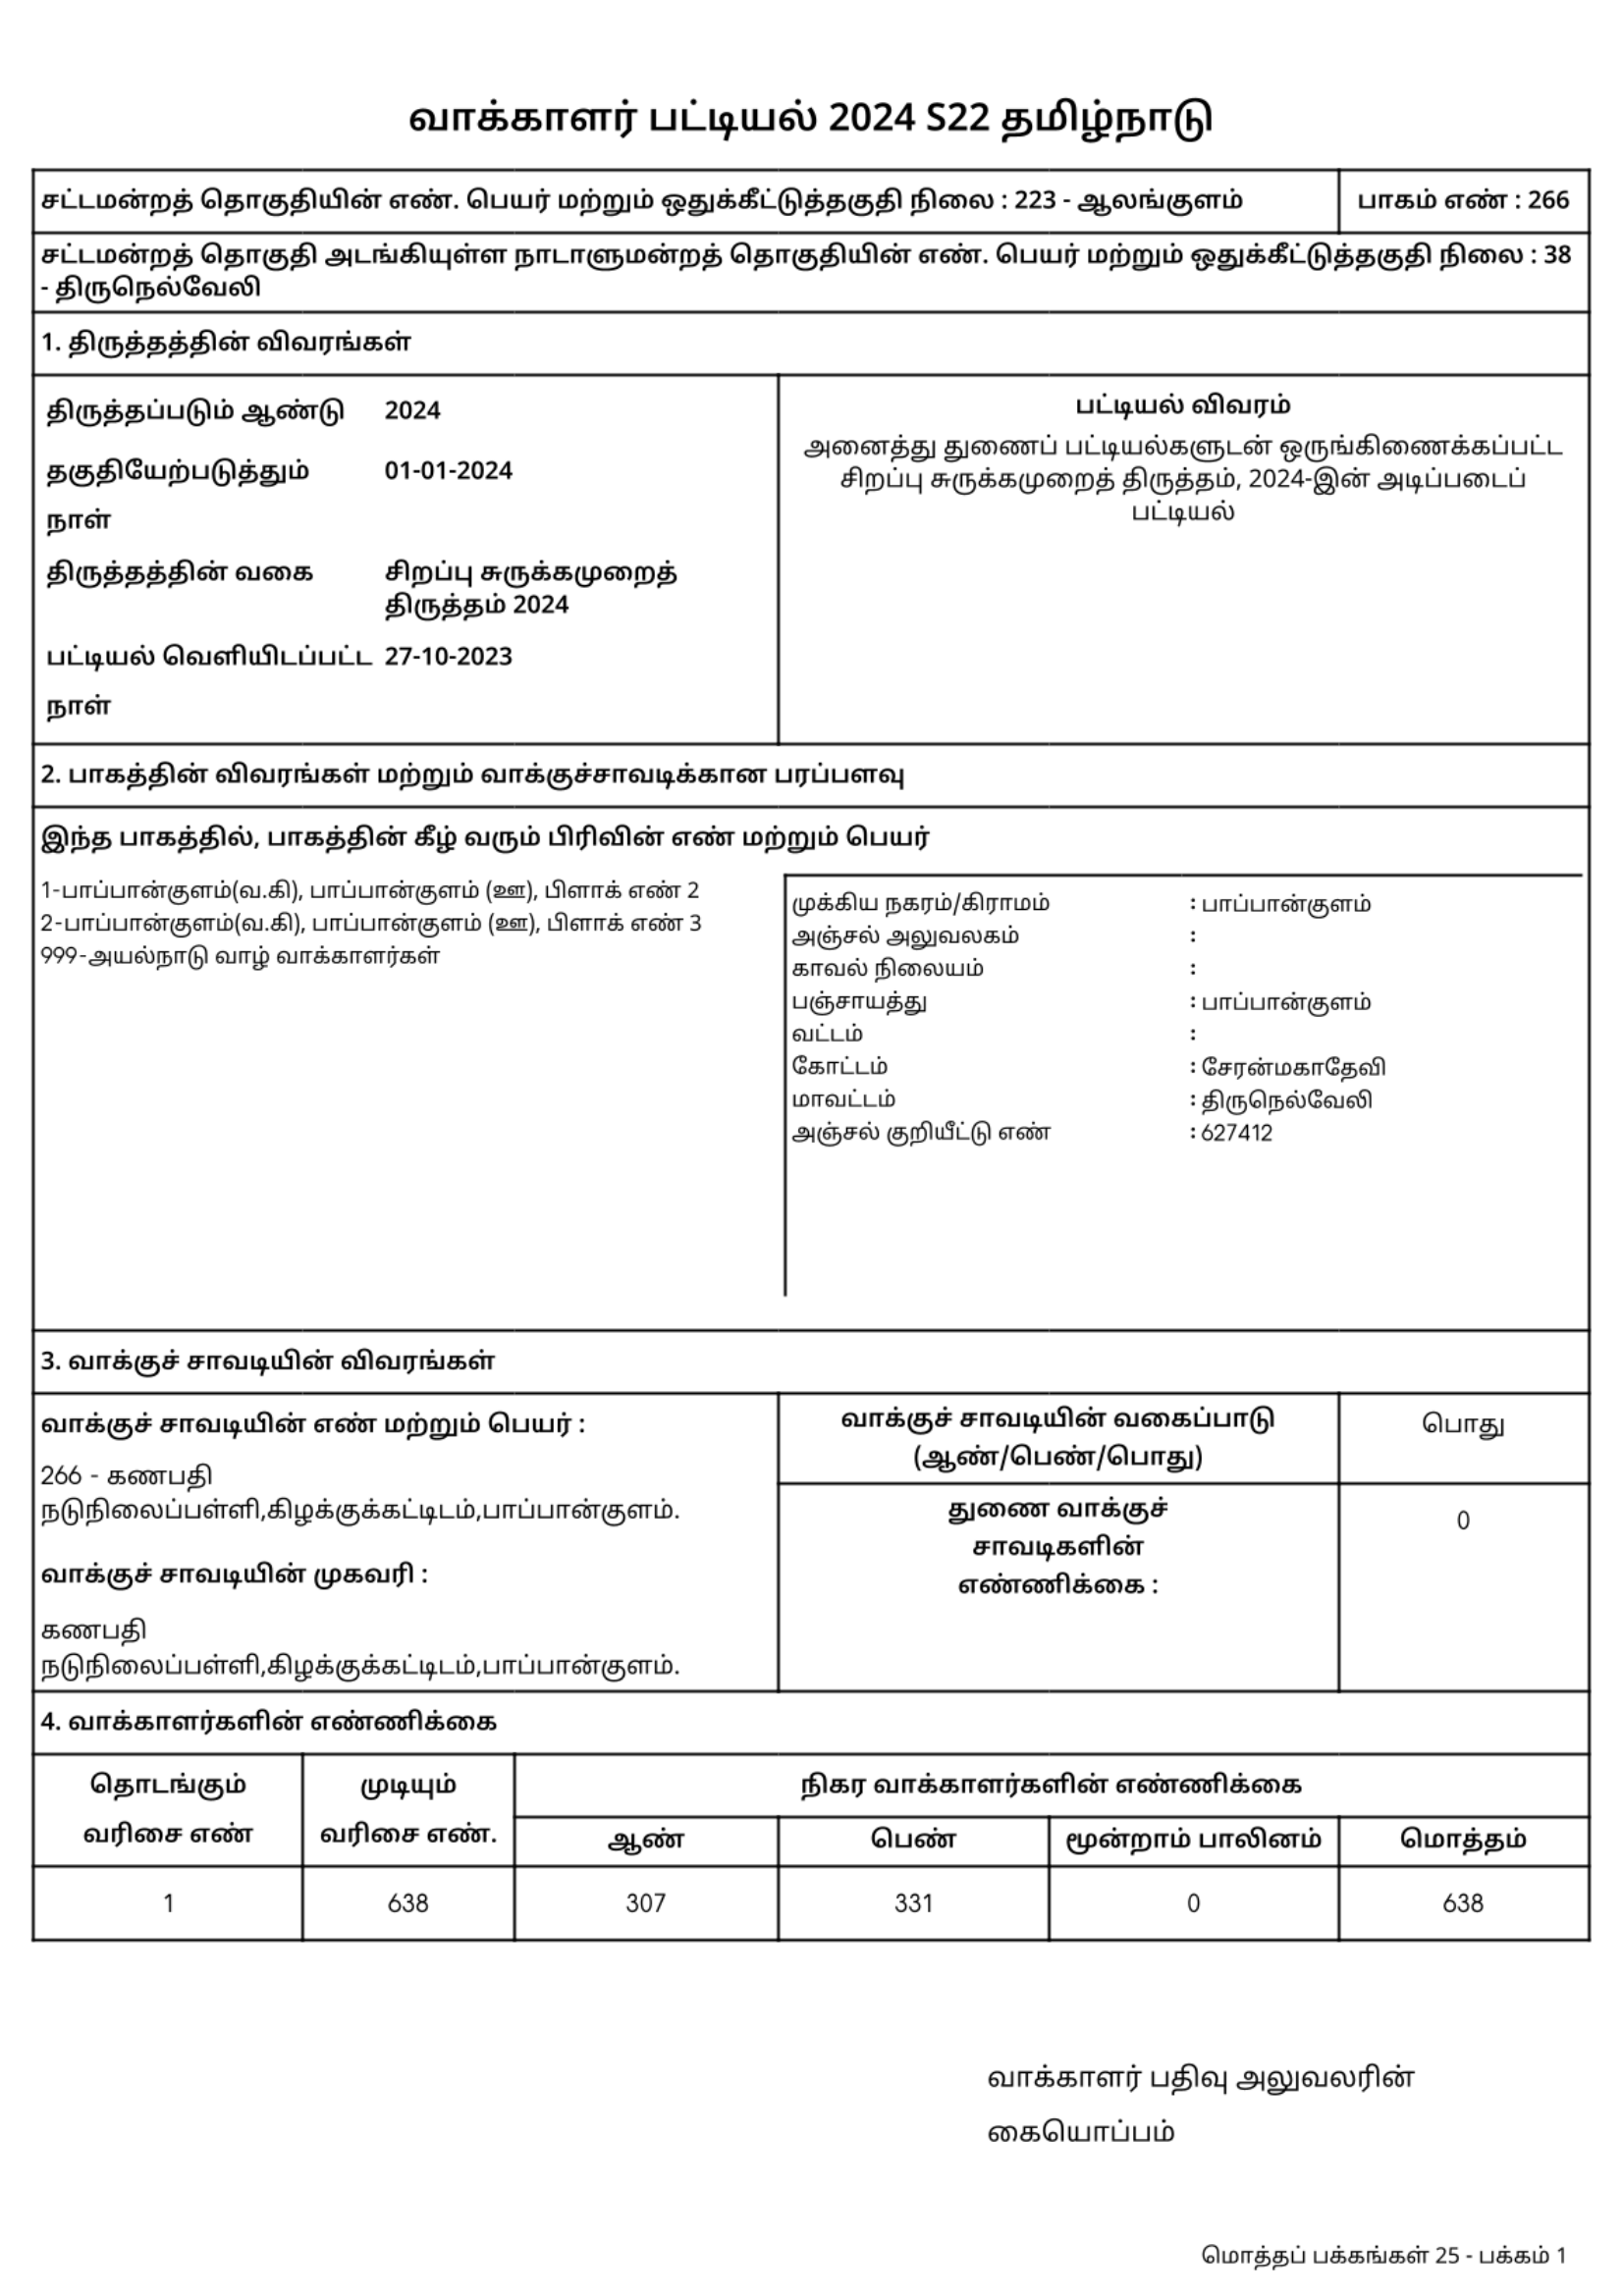 வாக்காளர் பட்டியல் 2024 S22 தமிழ்நாடு
சட்டமன்றத் தொகுதியின் எண். பெயர் மற்றும் ஒதுக்கீட்டுத்தகுதி நிலை : 223 - ஆலங்குளம்
பாகம் எண் : 266
சட்டமன்றத் தொகுதி அடங்கியுள்ள நாடாளுமன்றத் தொகுதியின் எண். பெயர் மற்றும் ஒதுக்கீட்டுத்தகுதி நிலை : 38
- திருநெல்வேலி
1. திருத்தத்தின் விவரங்கள்
திருத்தப்படும் ஆண்டு 2024
தகுதியேற்படுத்தும் 01-01-2024
நாள்
திருத்தத்தின் வகை சிறப்பு சுருக்கமுறைத்
திருத்தம் 2024
பட்டியல் வெளியிடப்பட்ட 27-10-2023
நாள்
பட்டியல் விவரம்
அனைத்து துணைப் பட்டியல்களுடன் ஒருங்கிணைக்கப்பட்ட
சிறப்பு சுருக்கமுறைத் திருத்தம், 2024-இன் அடிப்படைப்
பட்டியல்
2. பாகத்தின் விவரங்கள் மற்றும் வாக்குச்சாவடிக்கான பரப்பளவு
இந்த பாகத்தில், பாகத்தின் கீழ் வரும் பிரிவின் எண் மற்றும் பெயர்
1-பாப்பான்குளம்(வ.கி), பாப்பான்குளம் (ஊ), பிளாக் எண் 2
2-பாப்பான்குளம்(வ.கி), பாப்பான்குளம் (ஊ), பிளாக் எண் 3
999-அயல்நாடு வாழ் வாக்காளர்கள்
முக்கிய நகரம்/கிராமம் : பாப்பான்குளம்
அஞ்சல் அலுவலகம் :
காவல் நிலையம் :
பஞ்சாயத்து : பாப்பான்குளம்
வட்டம் :
கோட்டம் : சேரன்மகாதேவி
மாவட்டம் : திருநெல்வேலி
அஞ்சல் குறியீட்டு எண் : 627412
3. வாக்குச் சாவடியின் விவரங்கள்
வாக்குச் சாவடியின் எண் மற்றும் பெயர் :
266 - கணபதி
நடுநிலைப்பள்ளி,கிழக்குக்கட்டிடம்,பாப்பான்குளம்.
வாக்குச் சாவடியின் முகவரி :
கணபதி
நடுநிலைப்பள்ளி,கிழக்குக்கட்டிடம்,பாப்பான்குளம்.
வாக்குச் சாவடியின் வகைப்பாடு
(ஆண்/பெண்/பொது)
பொது
துணை வாக்குச்
சாவடிகளின்
எண்ணிக்கை :
0
4. வாக்காளர்களின் எண்ணிக்கை
தொடங்கும்
வரிசை எண்
முடியும்
வரிசை எண்.
நிகர வாக்காளர்களின் எண்ணிக்கை
ஆண் பெண் மூன்றாம் பாலினம் மொத்தம்
1 638 307 331 0 638
வாக்காளர் பதிவு அலுவலரின்
கையொப்பம்
மொத்தப் பக்கங்கள் 25 - பக்கம் 1